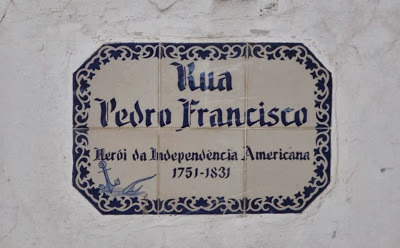 Rua
Pedro Francisco
Herói da Independência Americana
1751-1831